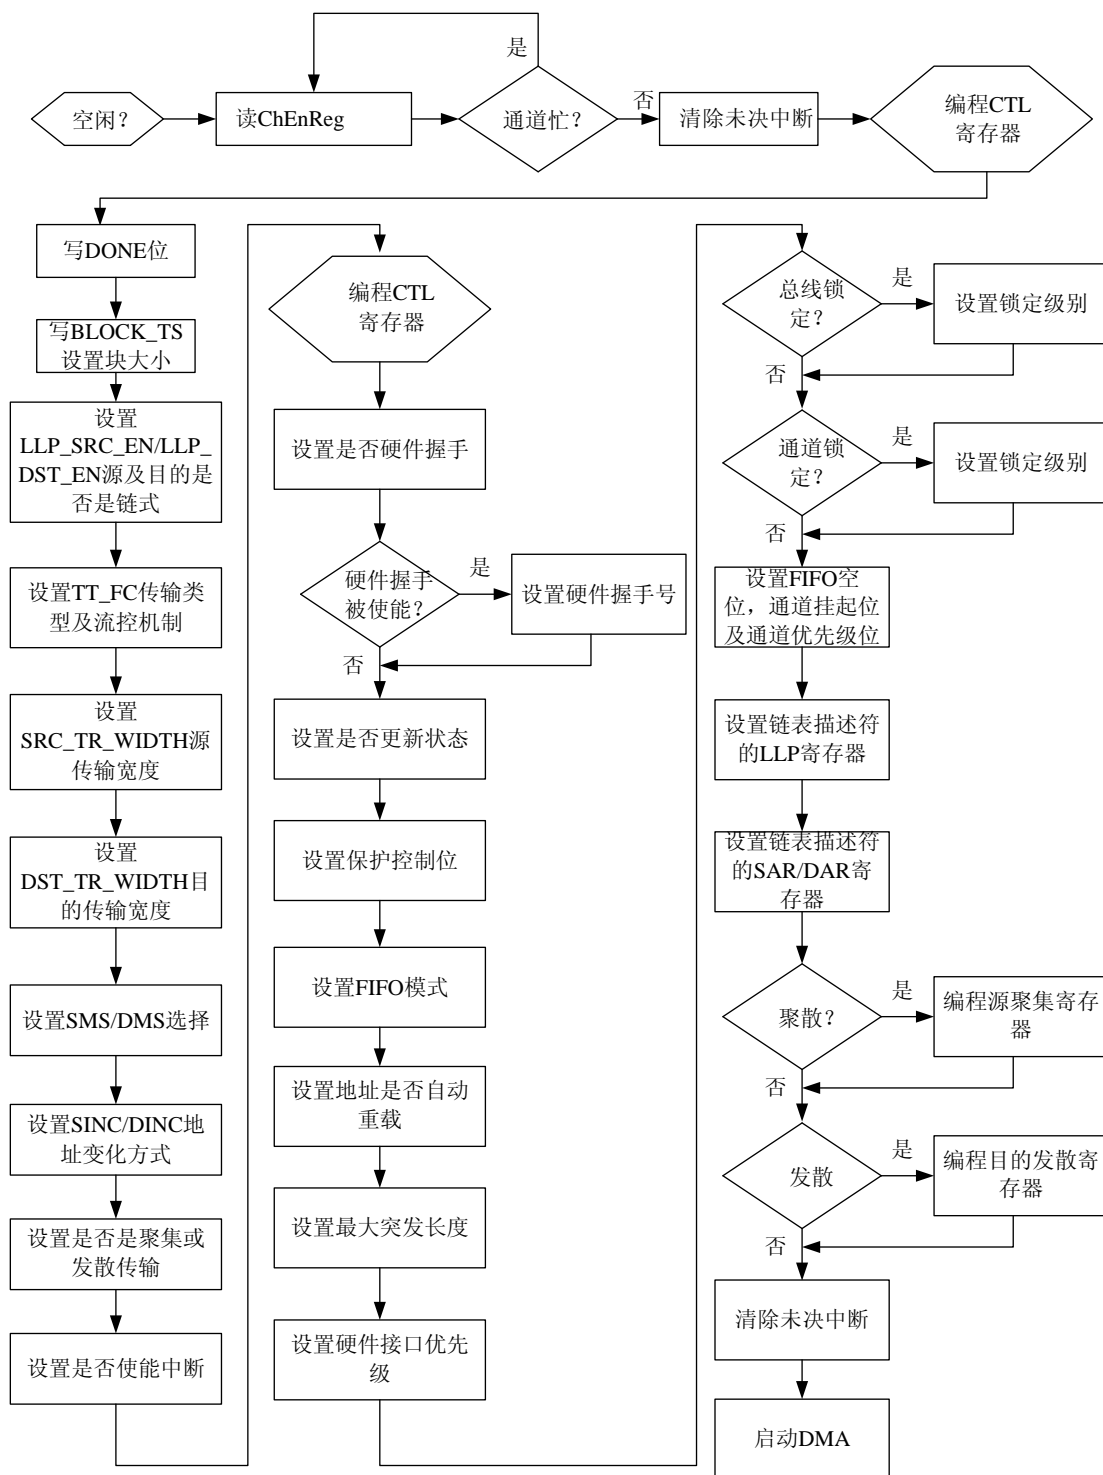 是
空闲？
读ChEnReg
通道忙？
否
清除未决中断
编程CTL
寄存器
写DONE位
写BLOCK_TS
设置块大小
设置
LLP_SRC_EN/LLP_
DST_EN源及目的是
否是链式
设置TT_FC传输类
型及流控机制
设置
SRC_TR_WIDTH源
传输宽度
设置
DST_TR_WIDTH目
的传输宽度
设置SMS/DMS选择
设置SINC/DINC地
址变化方式
设置是否是聚集或
发散传输
设置是否使能中断
编程CTL
寄存器
设置是否硬件握手
硬件握手
被使能？
是
设置硬件握手号
否
设置是否更新状态
设置保护控制位
设置FIFO模式
设置地址是否自动
重载
设置最大突发长度
设置硬件接口优先
级
总线锁
定？
是
设置锁定级别
否
通道锁
定？
是
设置锁定级别
否
设置FIFO空
位，通道挂起位
及通道优先级位
设置链表描述符
的LLP寄存器
设置链表描述符
的SAR/DAR寄
存器
聚散？
是
编程源聚集寄存
器
否
发散
是
编程目的发散寄
存器
否
清除未决中断
启动DMA